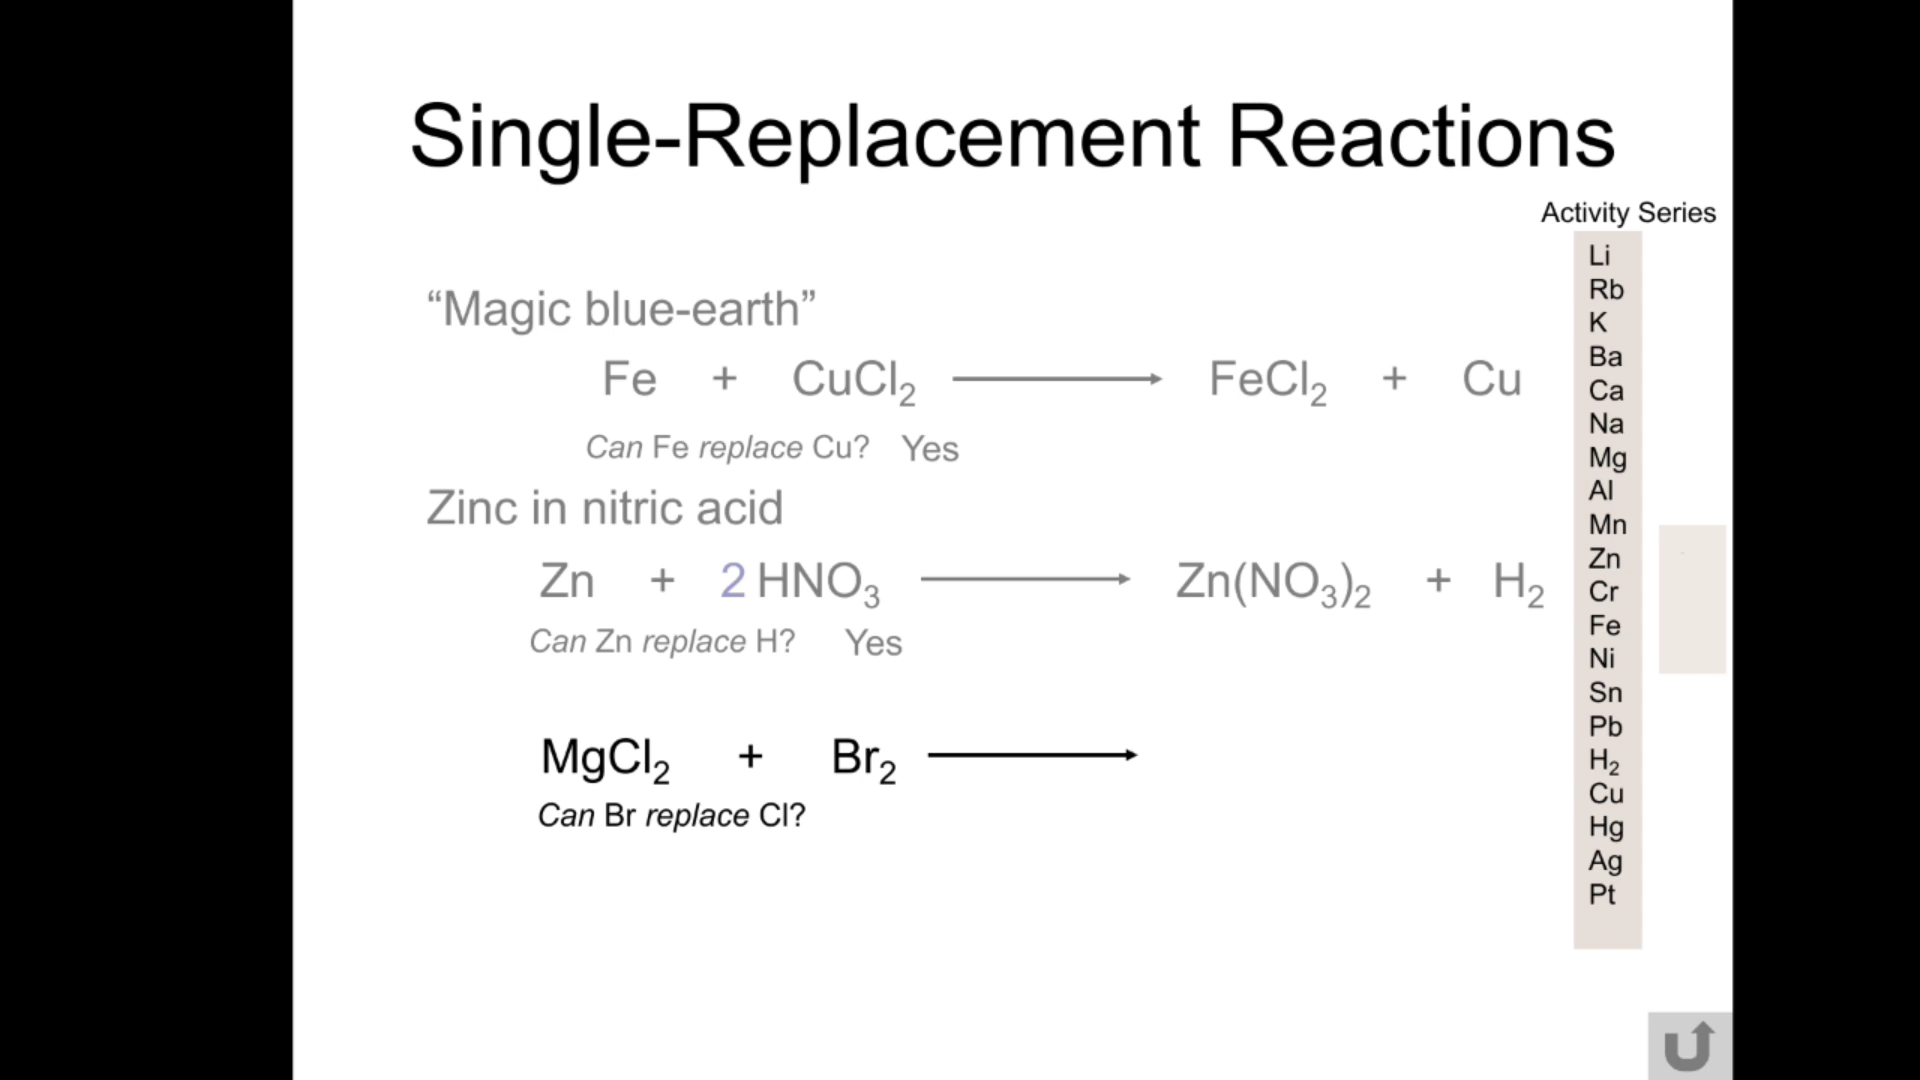 Single-Replacement Reactions
Activity Series
“Magic blue-earth”
Fe + CuCl₂ ⟶ FeCl₂ + Cu
Can Fe replace Cu? Yes
Zinc in nitric acid
Zn + 2 HNO₃ ⟶ Zn(NO₃)₂ + H₂
Can Zn replace H? Yes
MgCl₂ + Br₂ ⟶
Can Br replace Cl?
Li
Rb
K
Ba
Ca
Na
Mg
Al
Mn
Zn
Cr
Fe
Ni
Sn
Pb
H₂
Cu
Hg
Ag
Pt